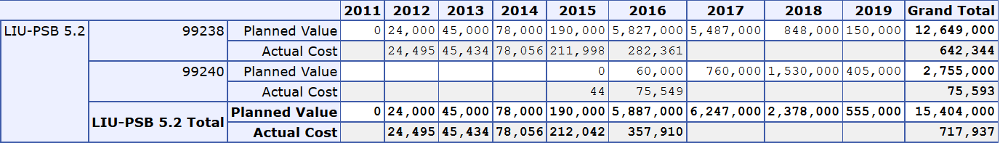 2011 2012 2013 2014 2015 2016 2017 2018 2019 Grand Total
LIU-PSB 5.2 99238 Planned Value 0 24,000 45,000 78,000 190,000 5,827,000 5,487,000 848,000 150,000 12,649,000
Actual Cost 24,495 45,434 78,056 211,998 282,361 642,344
99240 Planned Value 0 60,000 760,000 1,530,000 405,000 2,755,000
Actual Cost 44 75,549 75,593
LIU-PSB 5.2 Total Planned Value 0 24,000 45,000 78,000 190,000 5,887,000 6,247,000 2,378,000 555,000 15,404,000
Actual Cost 24,495 45,434 78,056 212,042 357,910 717,937